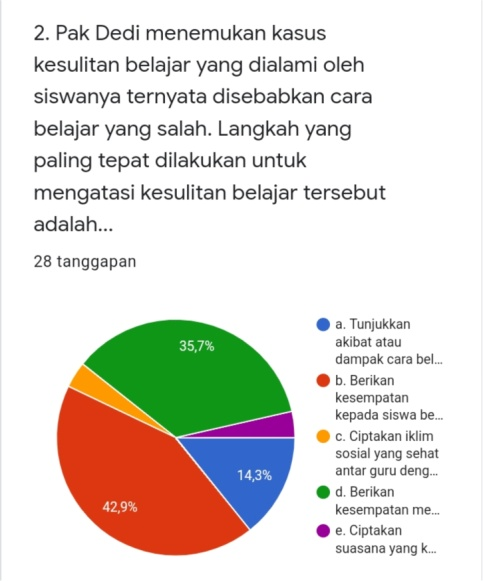 2. Pak Dedi menemukan kasus
kesulitan belajar yang dialami oleh
siswanya ternyata disebabkan cara
belajar yang salah. Langkah yang
paling tepat dilakukan untuk
mengatasi kesulitan belajar tersebut
adalah...
28 tanggapan
35,7%
14,3%
42,9%
a. Tunjukkan
akibat atau
dampak cara bel...
b. Berikan
kesempatan
kepada siswa be...
c. Ciptakan iklim
sosial yang sehat
antar guru deng...
d. Berikan
kesempatan me...
e. Ciptakan
suasana yang k...